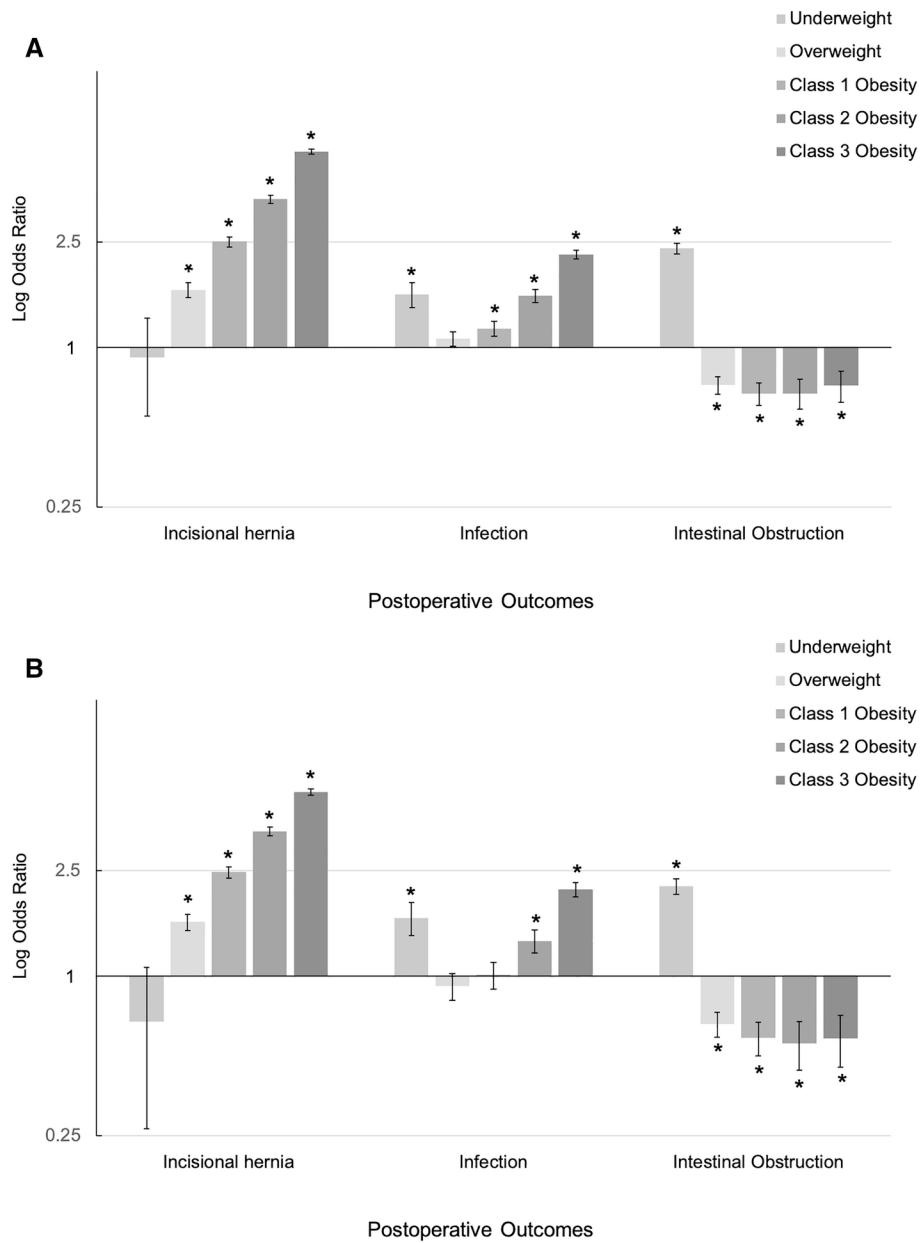 A
Underweight
Overweight
Class 1 Obesity
Class 2 Obesity
Class 3 Obesity
Log Odds Ratio
2.5
1
0.25
* * * *
* * * *
* * * * *
Incisional hernia Infection Intestinal Obstruction
Postoperative Outcomes
B
Underweight
Overweight
Class 1 Obesity
Class 2 Obesity
Class 3 Obesity
Log Odds Ratio
2.5
1
0.25
* * * *
* * *
* * * * *
Incisional hernia Infection Intestinal Obstruction
Postoperative Outcomes